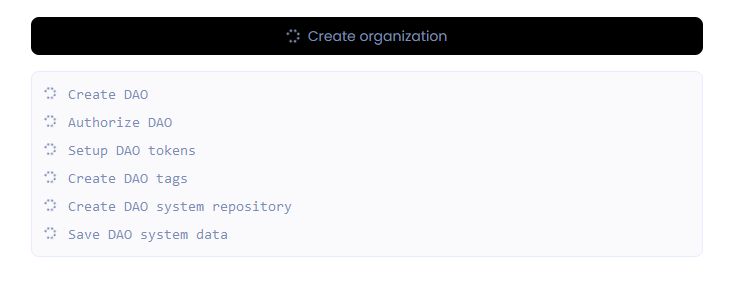 Create organization
Create DAO
Authorize DAO
Setup DAO tokens
Create DAO tags
Create DAO system repository
Save DAO system data